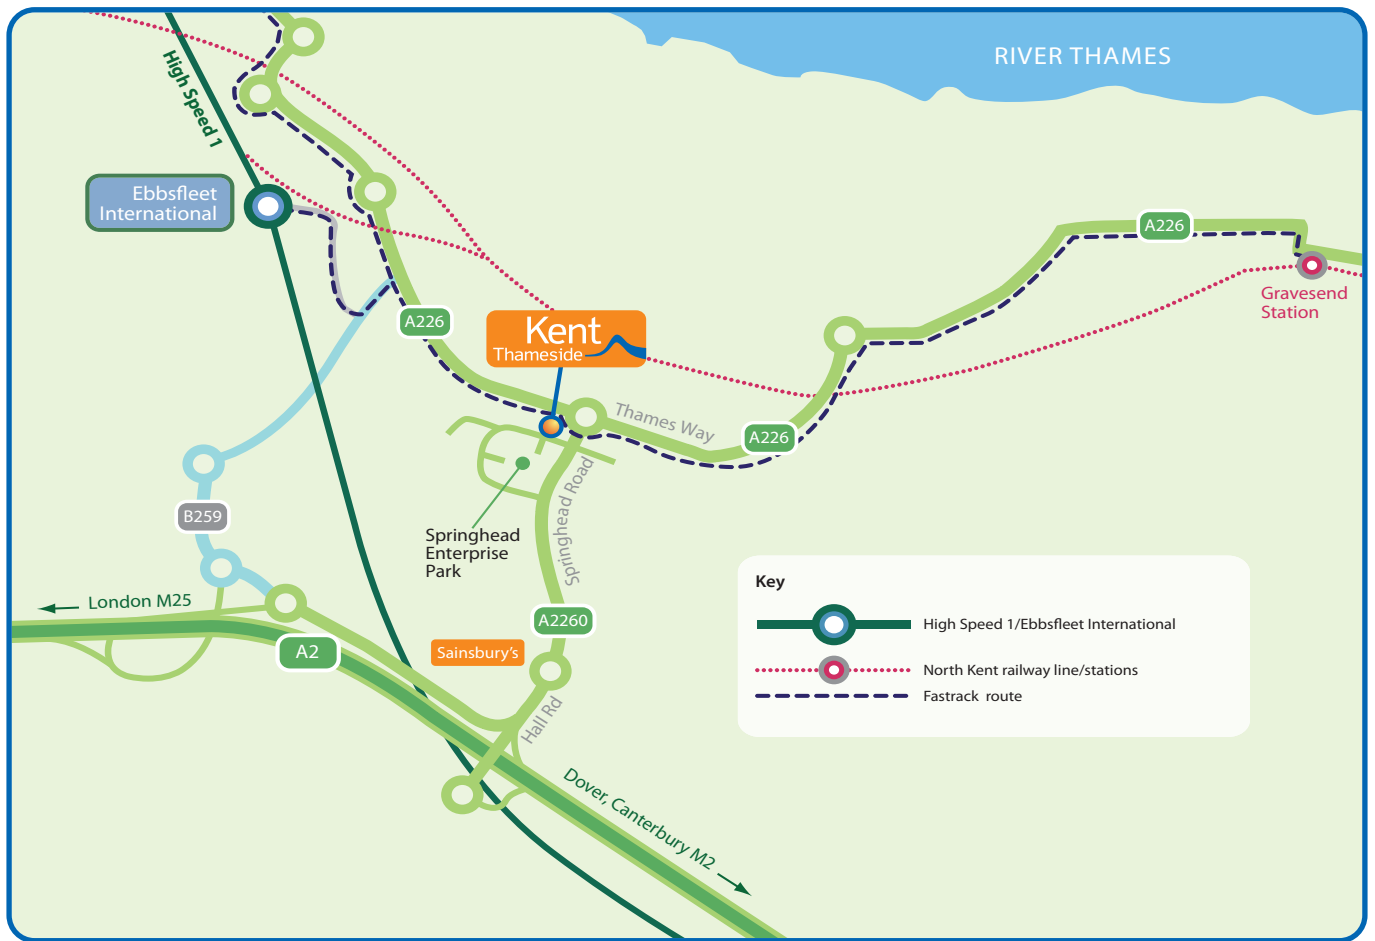 RIVER THAMES
High Speed 1
Ebbsfleet
International
A226
A226
Gravesend
Station
Kent
Thameside
Thames Way
A226
B259
Springhead Road
Springhead
Enterprise
Park
London M25
A2
A2260
Sainsbury's
Hall Rd
Dover, Canterbury M2
Key
High Speed 1/Ebbsfleet International
North Kent railway line/stations
Fastrack route